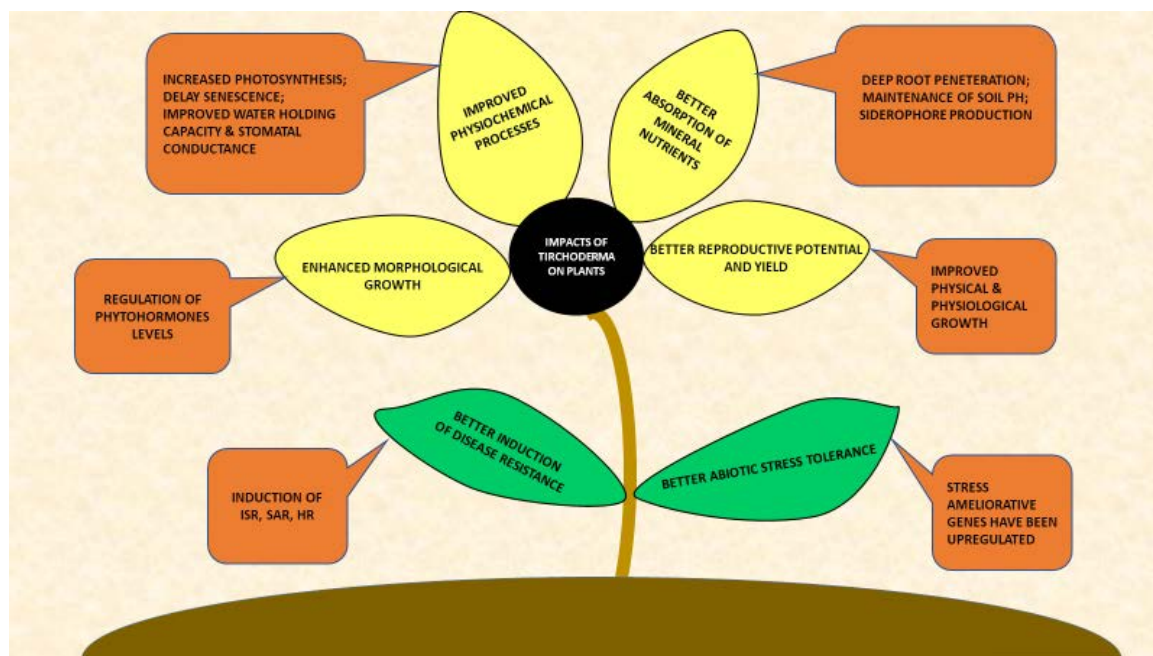 INCREASED PHOTOSYNTHESIS;
DELAY SENESCENCE;
IMPROVED WATER HOLDING
CAPACITY & STOMATAL
CONDUCTANCE
IMPROVED
PHYSIOCHEMICAL
PROCESSES
BETTER
ABSORPTION OF
MINERAL
NUTRIENTS
DEEP ROOT PENETERATION;
MAINTENANCE OF SOIL PH;
SIDEROPHORE PRODUCTION
REGULATION OF
PHYTOHORMONES
LEVELS
ENHANCED MORPHOLOGICAL
GROWTH
IMPACTS OF
TIRCHODERMA
ON PLANTS
BETTER REPRODUCTIVE POTENTIAL
AND YIELD
IMPROVED
PHYSICAL &
PHYSIOLOGICAL
GROWTH
INDUCTION OF
ISR, SAR, HR
BETTER INDUCTION
OF DISEASE RESISTANCE
BETTER ABIOTIC STRESS TOLERANCE
STRESS
AMELIORATIVE
GENES HAVE BEEN
UPREGULATED